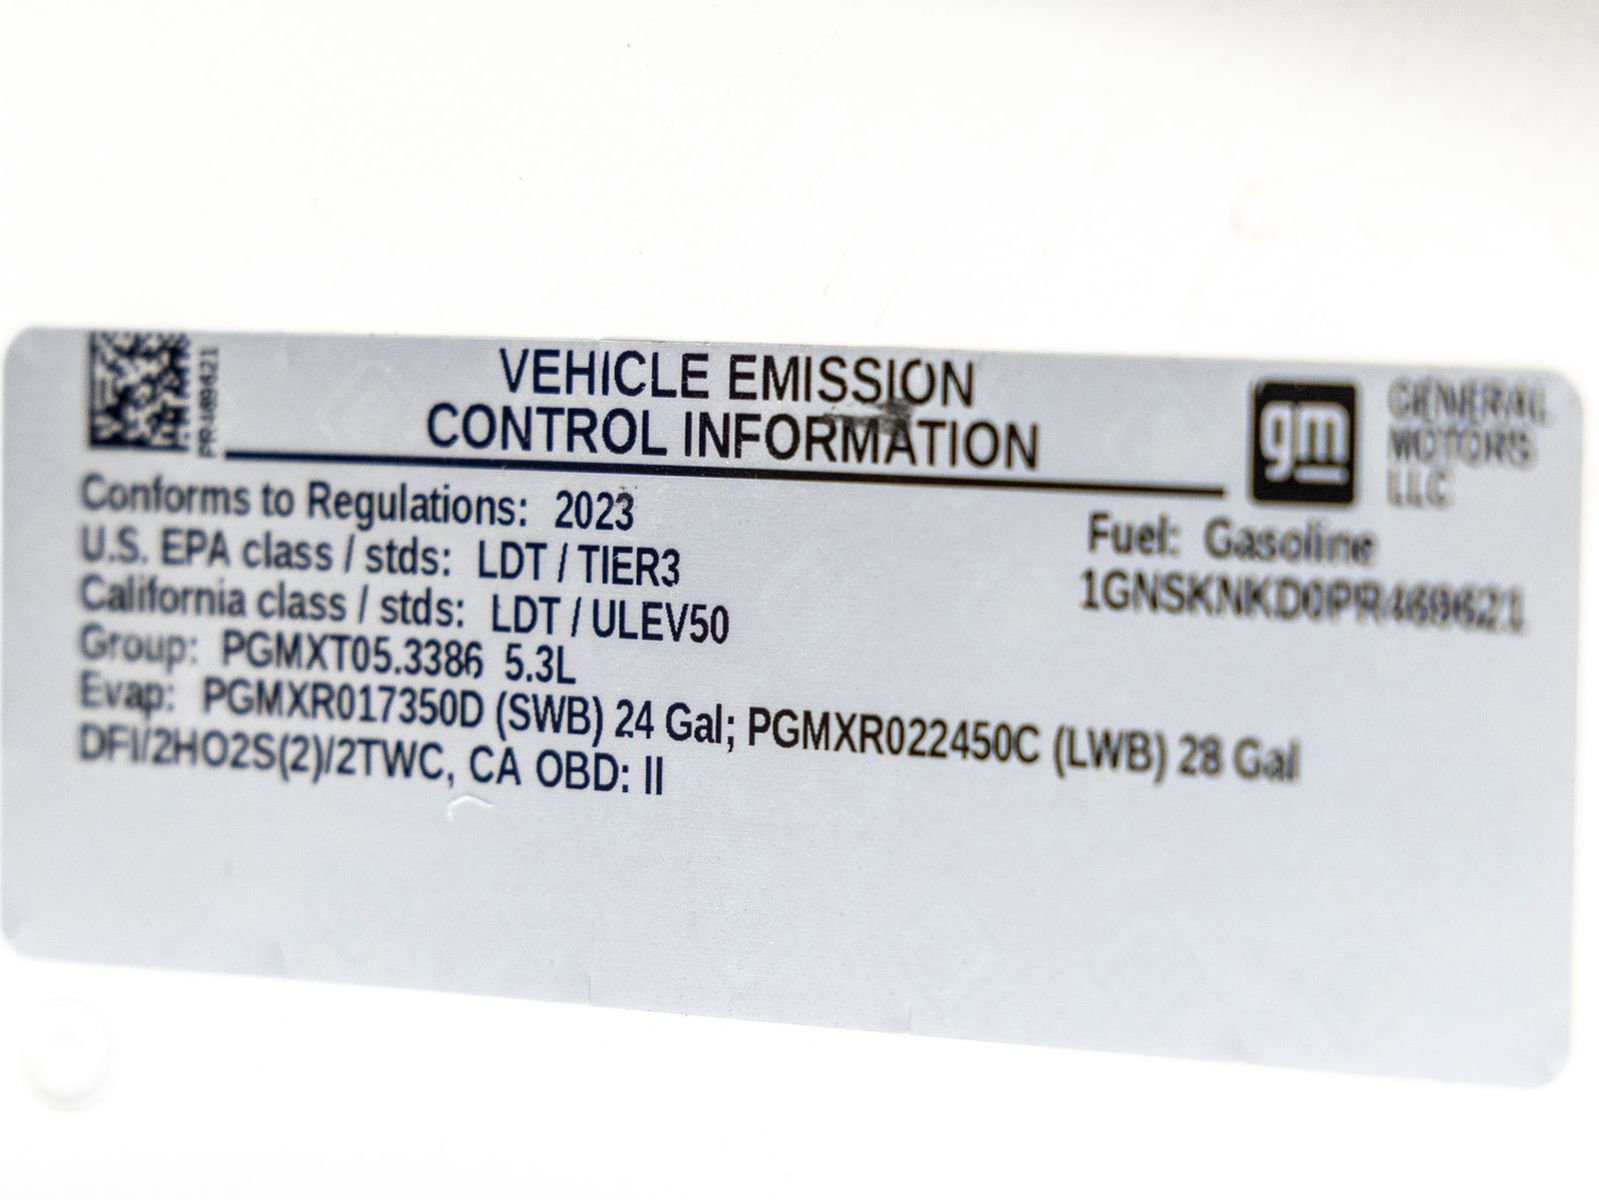 PR469621
VEHICLE EMISSION
CONTROL INFORMATION
gm
GENERAL
MOTORS
LLC
Conforms to Regulations: 2023
U.S. EPA class / stds: LDT / TIER3
California class / stds: LDT / ULEV50
Group: PGMXT05.3386 5.3L
Evap: PGMXR017350D (SWB) 24 Gal; PGMXR022450C (LWB) 28 Gal
DFI/2HO2S(2)/2TWC, CA OBD: II
Fuel: Gasoline
1GNSKNKD0PR469621